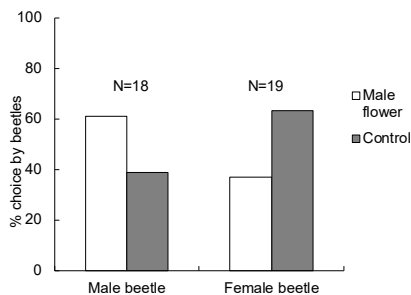 100
80
60
40
20
0
% choice by beetles
N=18
N=19
Male beetle
Female beetle
Male
flower
Control